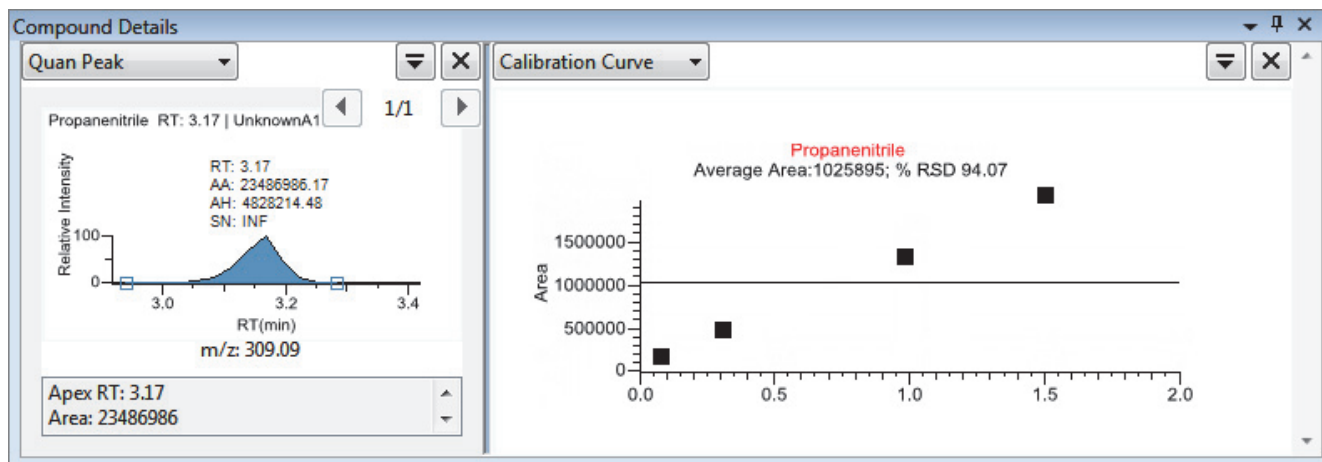 Compound Details
Quan Peak
1/1
Propanenitrile RT: 3.17 | UnknownA1
RT: 3.17
AA: 23486986.17
AH: 4828214.48
SN: INF
Relative Intensity
100
0
3.0 3.2 3.4
RT(min)
m/z: 309.09
Apex RT: 3.17
Area: 23486986
Calibration Curve
Propanenitrile
Average Area:1025895; % RSD 94.07
Area
1500000
1000000
500000
0
0.0 0.5 1.0 1.5 2.0